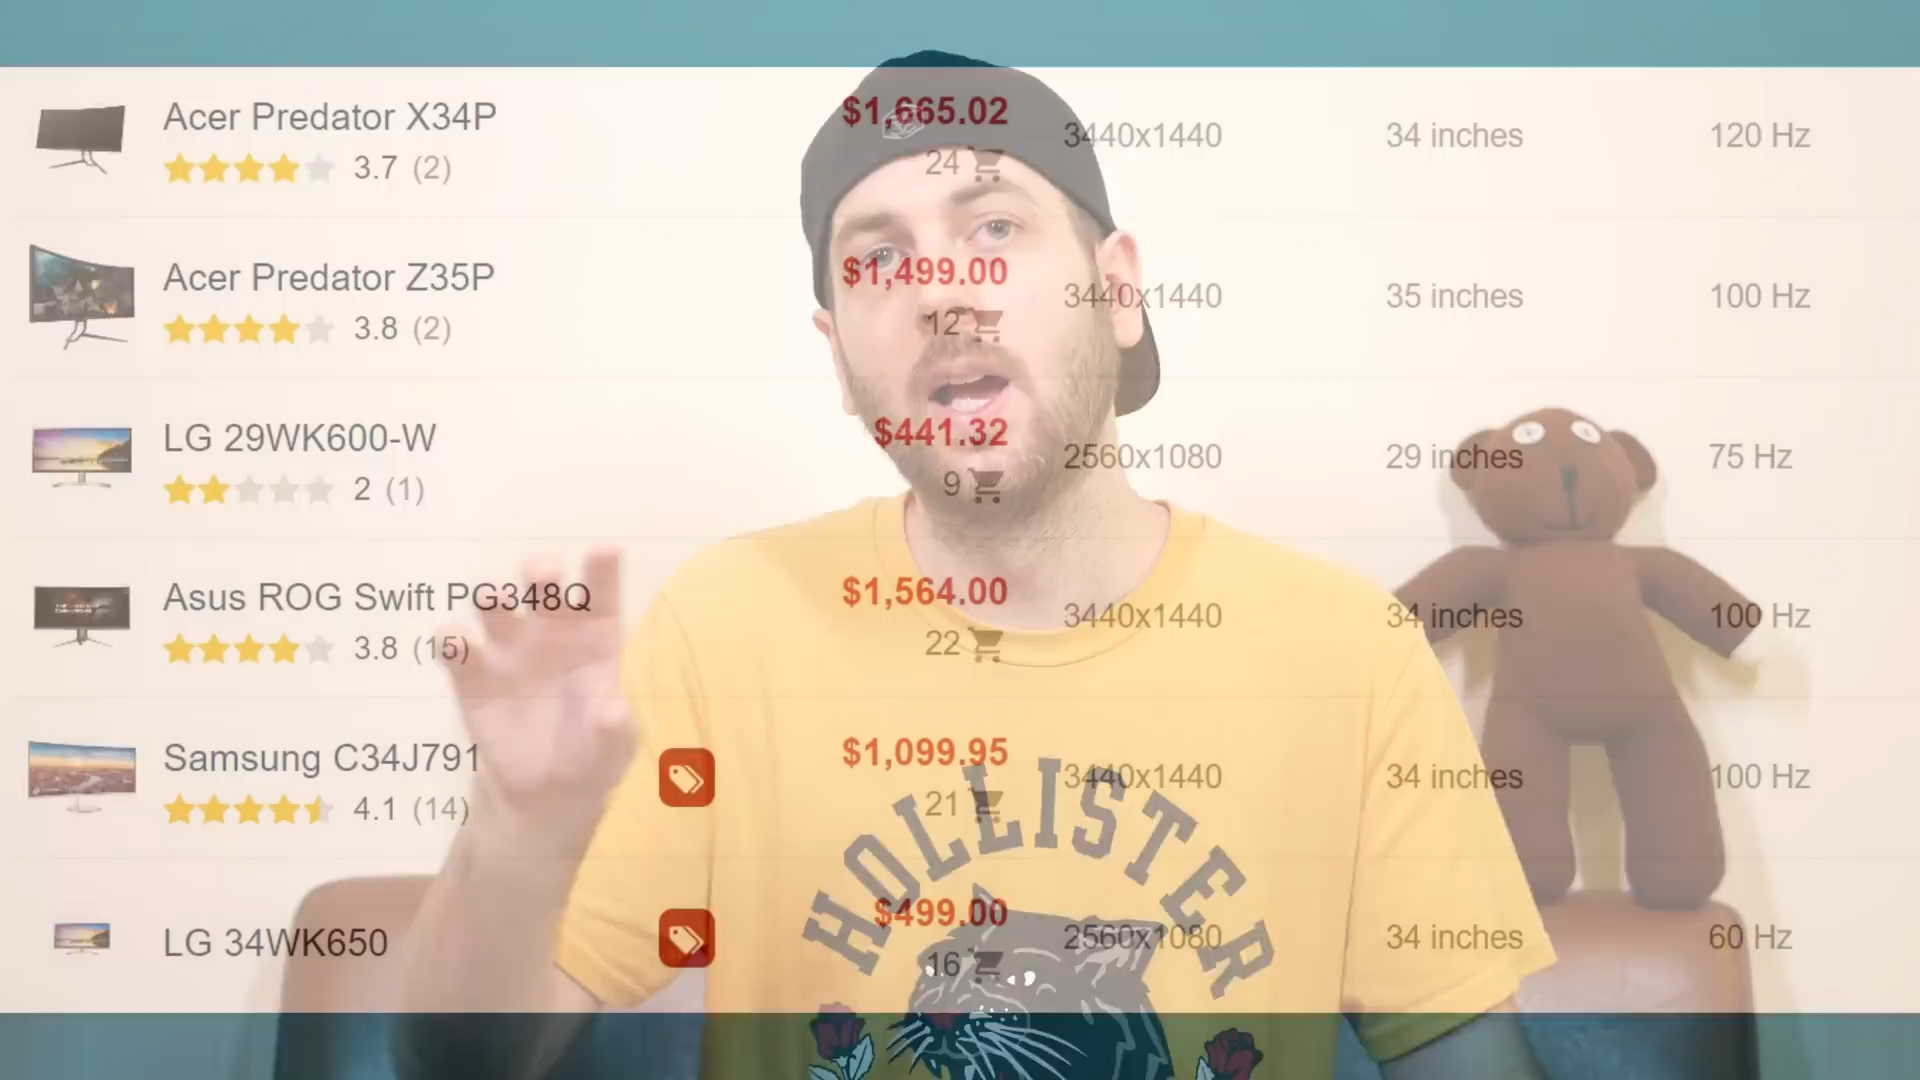 Acer Predator X34P
3.7 (2)
$1,665.02
24
3440x1440
34 inches
120 Hz
Acer Predator Z35P
3.8 (2)
$1,499.00
12
3440x1440
35 inches
100 Hz
LG 29WK600-W
2 (1)
$441.32
9
2560x1080
29 inches
75 Hz
Asus ROG Swift PG348Q
3.8 (15)
$1,564.00
22
3440x1440
34 inches
100 Hz
Samsung C34J791
4.1 (14)
$1,099.95
21
3440x1440
34 inches
100 Hz
LG 34WK650
$499.00
16
2560x1080
34 inches
60 Hz
HOLLISTER